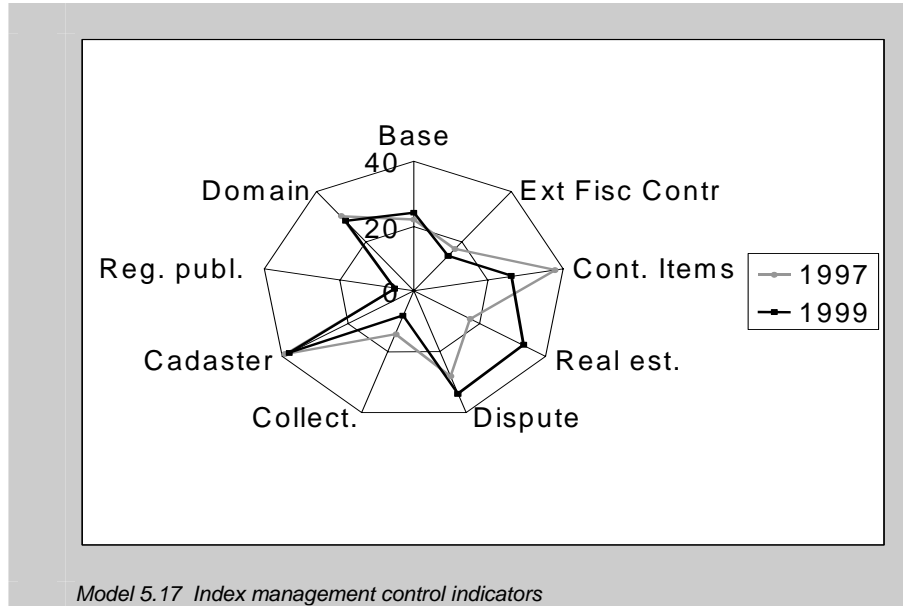 Base
40
Domain
Ext Fisc Contr
20
Reg. publ.
Cont. Items
0
1997
1999
Cadaster
Real est.
Collect.
Dispute
Model 5.17 Index management control indicators